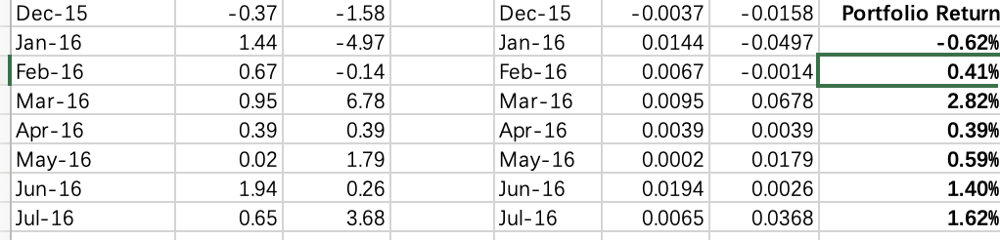 Dec-15 -0.37 -1.58 Dec-15 -0.0037 -0.0158 Portfolio Return
Jan-16 1.44 -4.97 Jan-16 0.0144 -0.0497 -0.62%
Feb-16 0.67 -0.14 Feb-16 0.0067 -0.0014 0.41%
Mar-16 0.95 6.78 Mar-16 0.0095 0.0678 2.82%
Apr-16 0.39 0.39 Apr-16 0.0039 0.0039 0.39%
May-16 0.02 1.79 May-16 0.0002 0.0179 0.59%
Jun-16 1.94 0.26 Jun-16 0.0194 0.0026 1.40%
Jul-16 0.65 3.68 Jul-16 0.0065 0.0368 1.62%